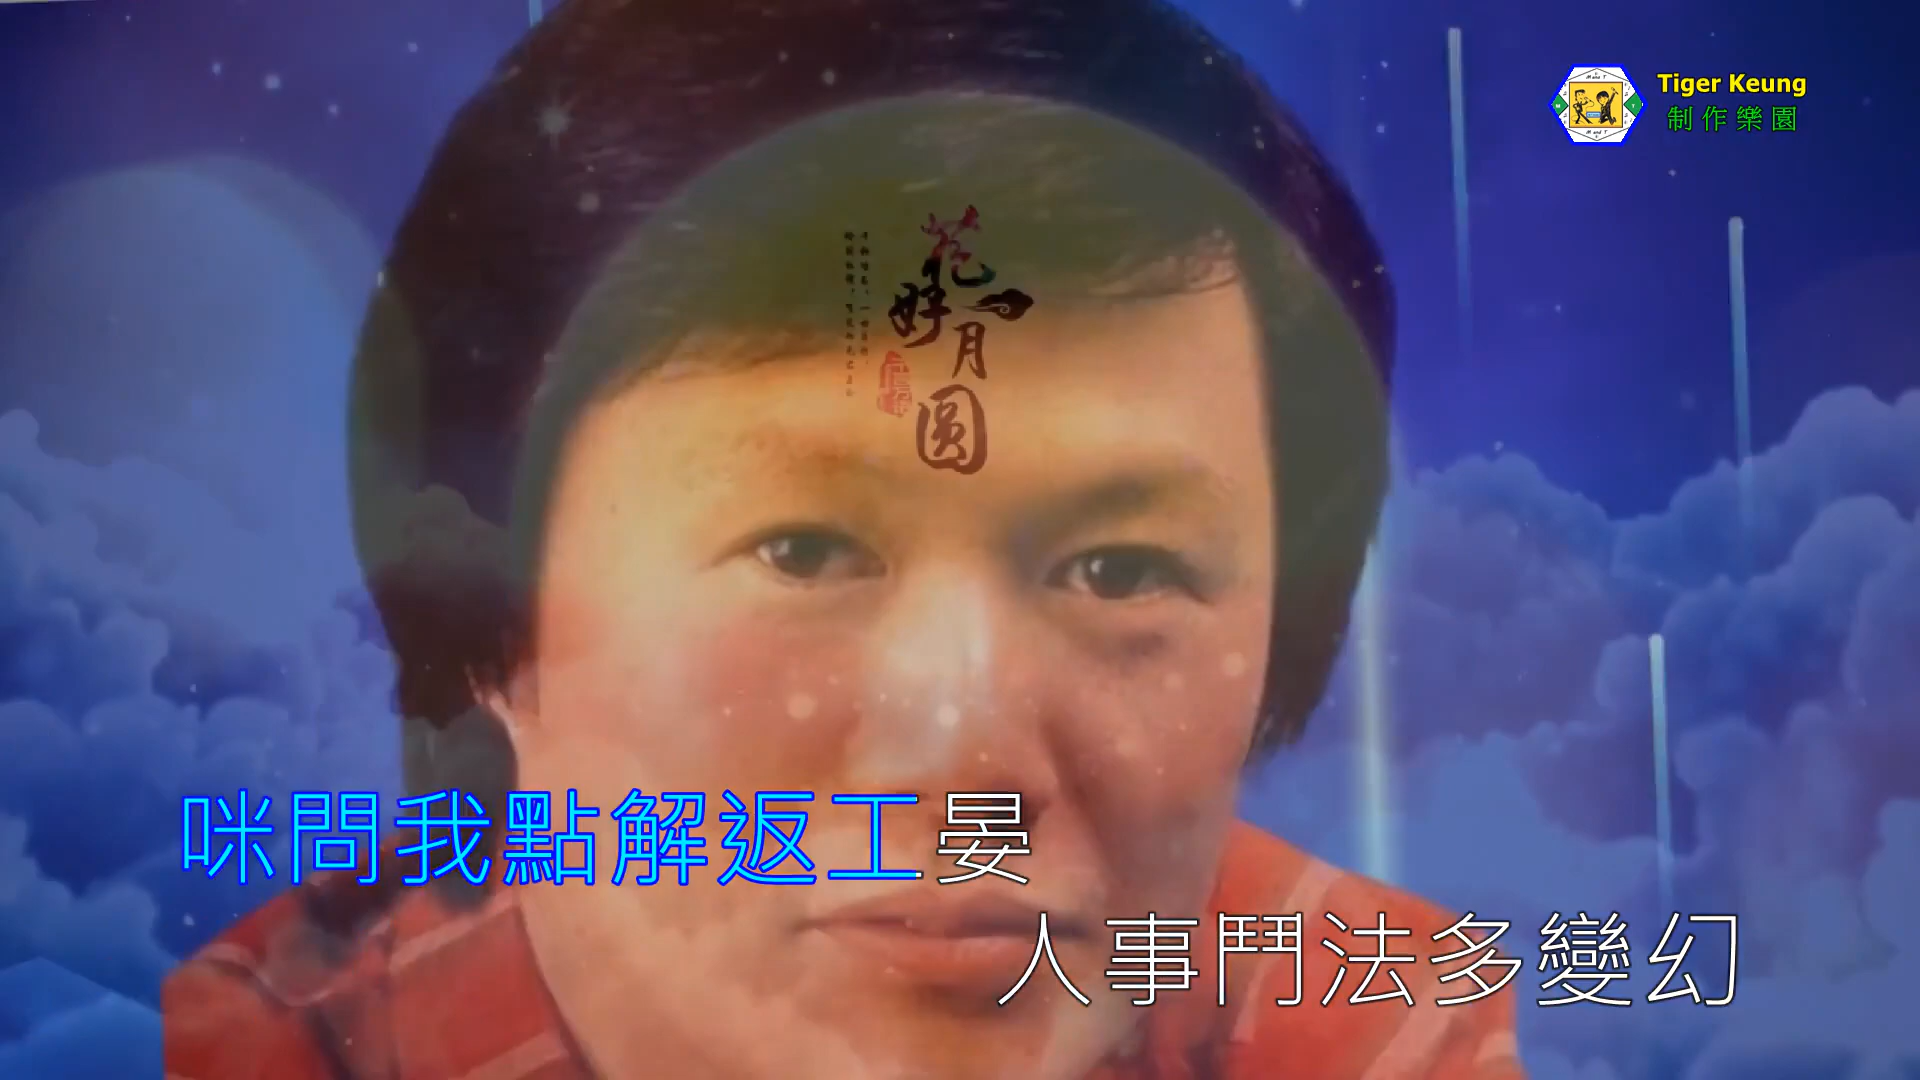 Tiger Keung
制作樂園
花好月圓
咪問我點解返工晏
人事鬥法多變幻